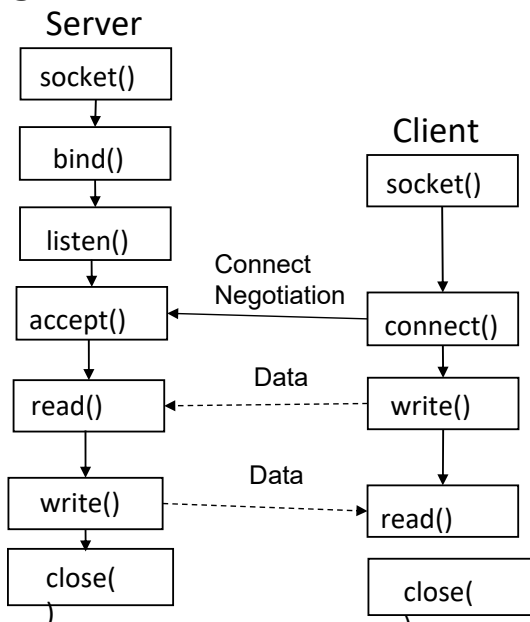 Server
socket()
bind()
listen()
accept()
read()
write()
close(
)
Client
socket()
Connect
Negotiation
connect()
Data
write()
Data
read()
close(
)